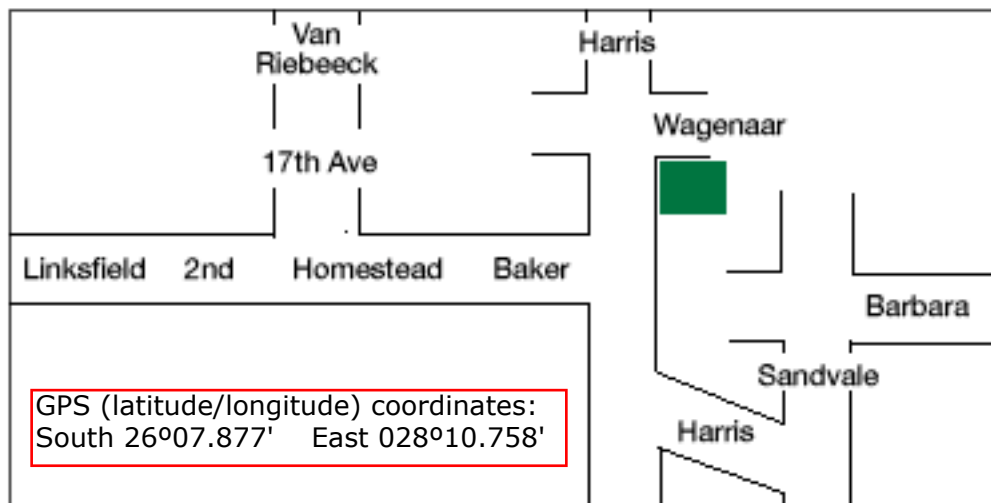 Van
Riebeeck
Harris
Wagenaar
17th Ave
Linksfield 2nd Homestead Baker
Barbara
Sandvale
GPS (latitude/longitude) coordinates:
South 26º07.877' East 028º10.758'
Harris